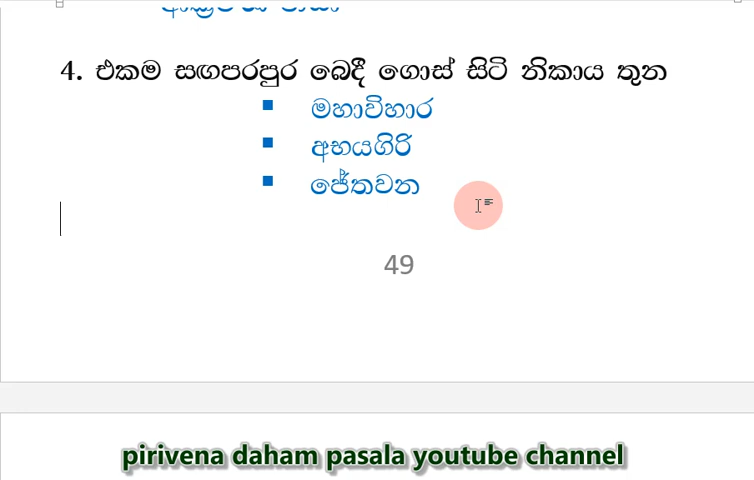 4. එකම සඟපරපුර බෙදී ගොස් සිටි නිකාය තුන
▪ මහාවිහාර
▪ අභයගිරි
▪ ජේතවන
49
pirivena daham pasala youtube channel